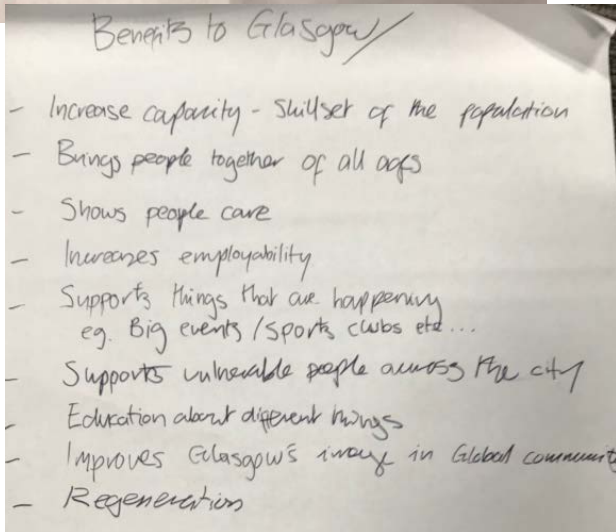 Benefits to Glasgow/
- Increase capacity - Skillset of the population
- Brings people together of all ages
- Shows people care
- Increases employability
- Supports things that are happening
eg. Big events / sports clubs etc...
- Supports vulnerable people across the city
- Education about different things
- Improves Glasgow's image in Global communit
- Regeneration